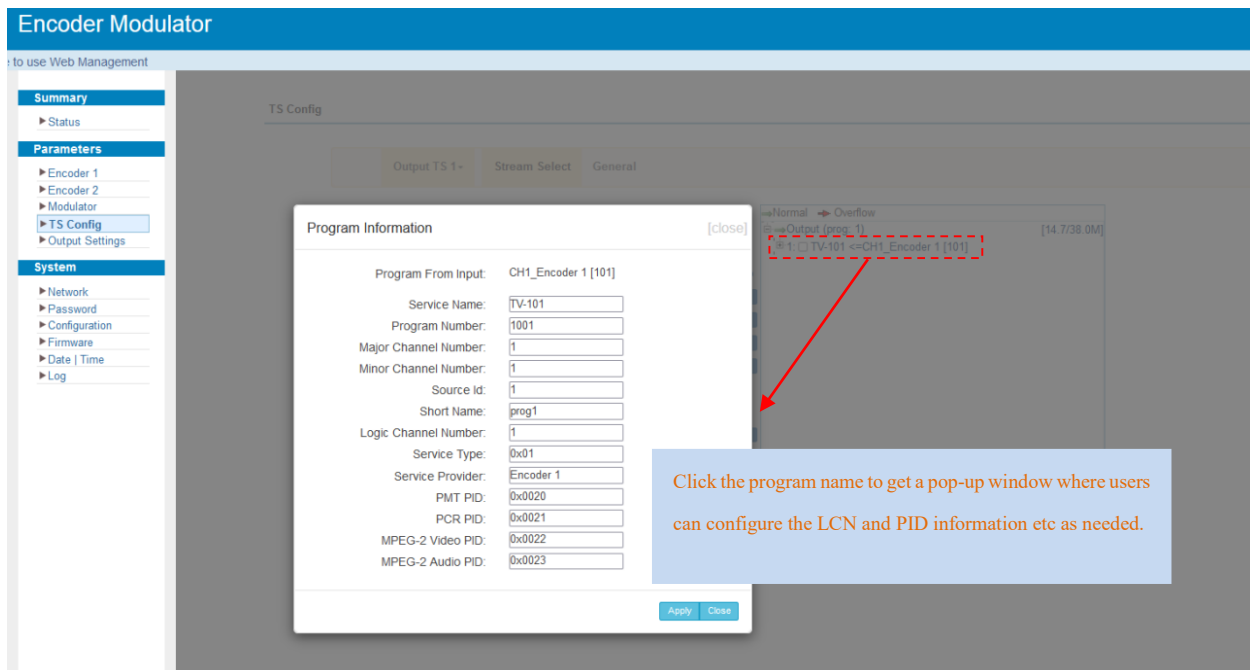 Encoder Modulator
to use Web Management
Summary
Status
Parameters
Encoder 1
Encoder 2
Modulator
TS Config
Output Settings
System
Network
Password
Configuration
Firmware
Date | Time
Log
TS Config
Output TS 1
Stream Select
General
Normal Overflow
Output (prog: 1) [14.7/38.0M]
1: TV-101 <=CH1_Encoder 1 [101]
Program Information [close]
Program From Input: CH1_Encoder 1 [101]
Service Name: TV-101
Program Number: 1001
Major Channel Number: 1
Minor Channel Number: 1
Source Id: 1
Short Name: prog1
Logic Channel Number: 1
Service Type: 0x01
Service Provider: Encoder 1
PMT PID: 0x0020
PCR PID: 0x0021
MPEG-2 Video PID: 0x0022
MPEG-2 Audio PID: 0x0023
Apply Close
Click the program name to get a pop-up window where users
can configure the LCN and PID information etc as needed.